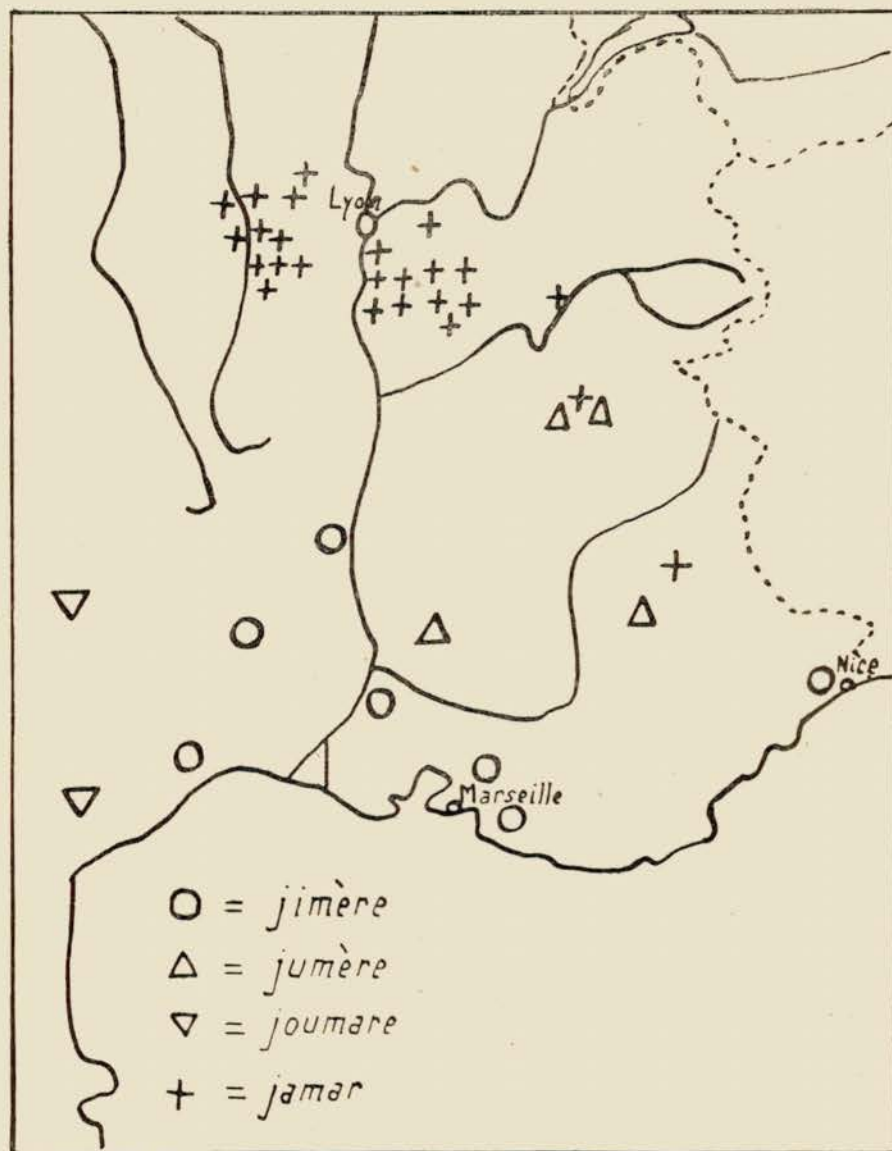 Lyon
Nice
Marseille
○ = jimère
△ = jumère
▽ = joumare
+ = jamar